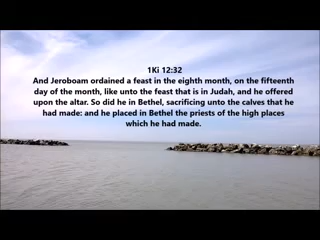 1Ki 12:32
And Jeroboam ordained a feast in the eighth month, on the fifteenth
day of the month, like unto the feast that is in Judah, and he offered
upon the altar. So did he in Bethel, sacrificing unto the calves that he
had made: and he placed in Bethel the priests of the high places
which he had made.